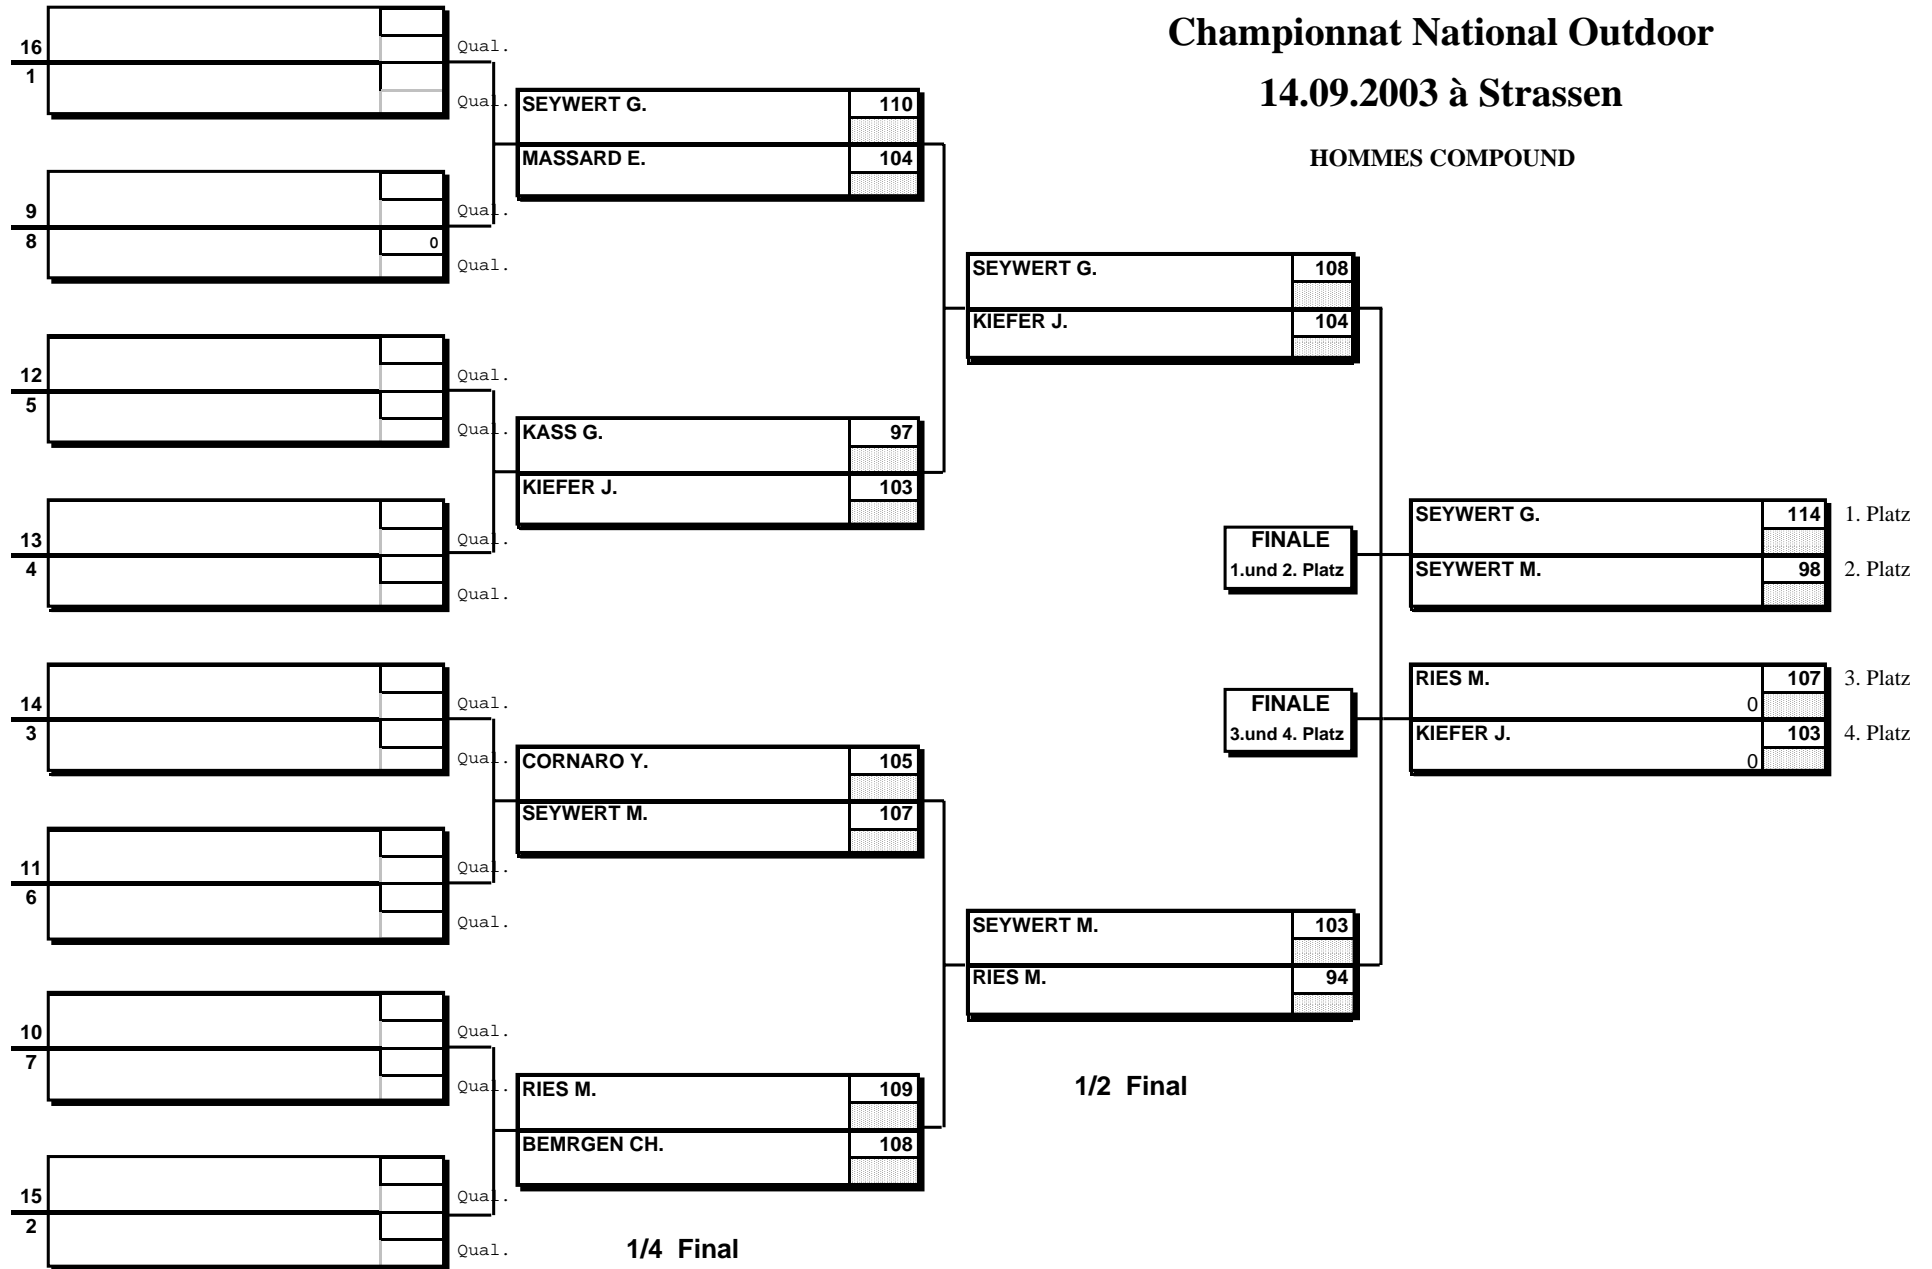 Championnat National Outdoor
14.09.2003 à Strassen
HOMMES COMPOUND
16
1
Qual.
Qual.
9
8
0
Qual.
Qual.
12
5
Qual.
Qual.
13
4
Qual.
Qual.
14
3
Qual.
Qual.
11
6
Qual.
Qual.
10
7
Qual.
Qual.
15
2
Qual.
Qual.
SEYWERT G. 110
MASSARD E. 104
KASS G. 97
KIEFER J. 103
CORNARO Y. 105
SEYWERT M. 107
RIES M. 109
BEMRGEN CH. 108
1/4 Final
SEYWERT G. 108
KIEFER J. 104
SEYWERT M. 103
RIES M. 94
1/2 Final
FINALE
1.und 2. Platz
SEYWERT G. 114 1. Platz
SEYWERT M. 98 2. Platz
FINALE
3.und 4. Platz
RIES M. 107 3. Platz
0
KIEFER J. 103 4. Platz
0